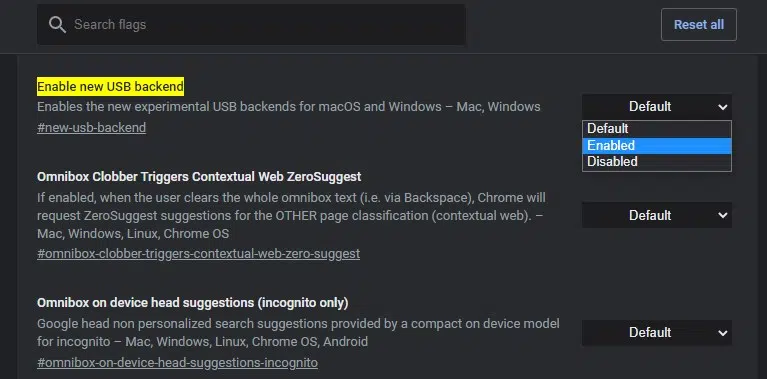 Search flags
Reset all
Enable new USB backend
Enables the new experimental USB backends for macOS and Windows – Mac, Windows
#new-usb-backend
Default
Default
Enabled
Disabled
Omnibox Clobber Triggers Contextual Web ZeroSuggest
If enabled, when the user clears the whole omnibox text (i.e. via Backspace), Chrome will
request ZeroSuggest suggestions for the OTHER page classification (contextual web). –
Mac, Windows, Linux, Chrome OS
#omnibox-clobber-triggers-contextual-web-zero-suggest
Default
Omnibox on device head suggestions (incognito only)
Google head non personalized search suggestions provided by a compact on device model
for incognito – Mac, Windows, Linux, Chrome OS, Android
#omnibox-on-device-head-suggestions-incognito
Default